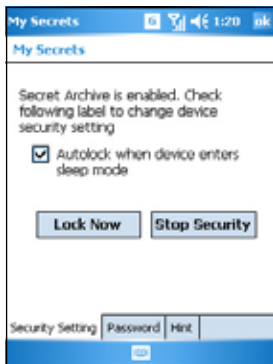 My Secrets G 1:20 ok
My Secrets
Secret Archive is enabled. Check
following label to change device
security setting
Autolock when device enters
sleep mode
Lock Now Stop Security
Security Setting Password Hint